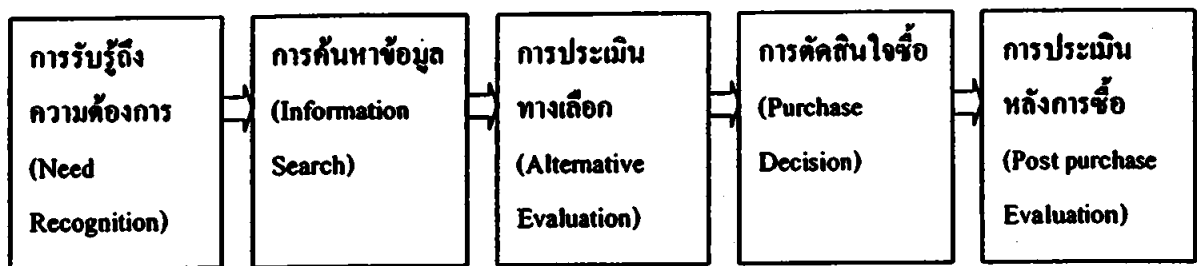 การรับรู้ถึง
ความต้องการ
(Need
Recognition)
การค้นหาข้อมูล
(Information
Search)
การประเมิน
ทางเลือก
(Alternative
Evaluation)
การตัดสินใจซื้อ
(Purchase
Decision)
การประเมิน
หลังการซื้อ
(Post purchase
Evaluation)